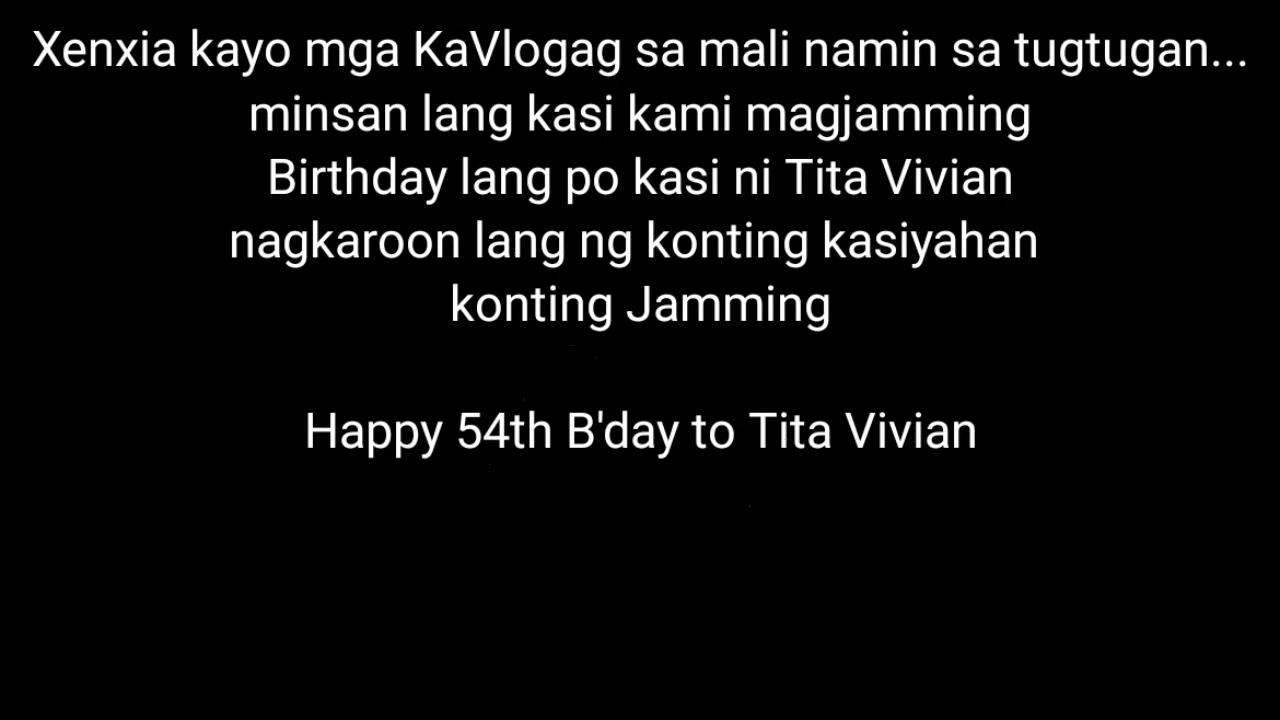 Xenxia kayo mga KaVlogag sa mali namin sa tugtugan...
minsan lang kasi kami magjamming
Birthday lang po kasi ni Tita Vivian
nagkaroon lang ng konting kasiyahan
konting Jamming
Happy 54th B'day to Tita Vivian